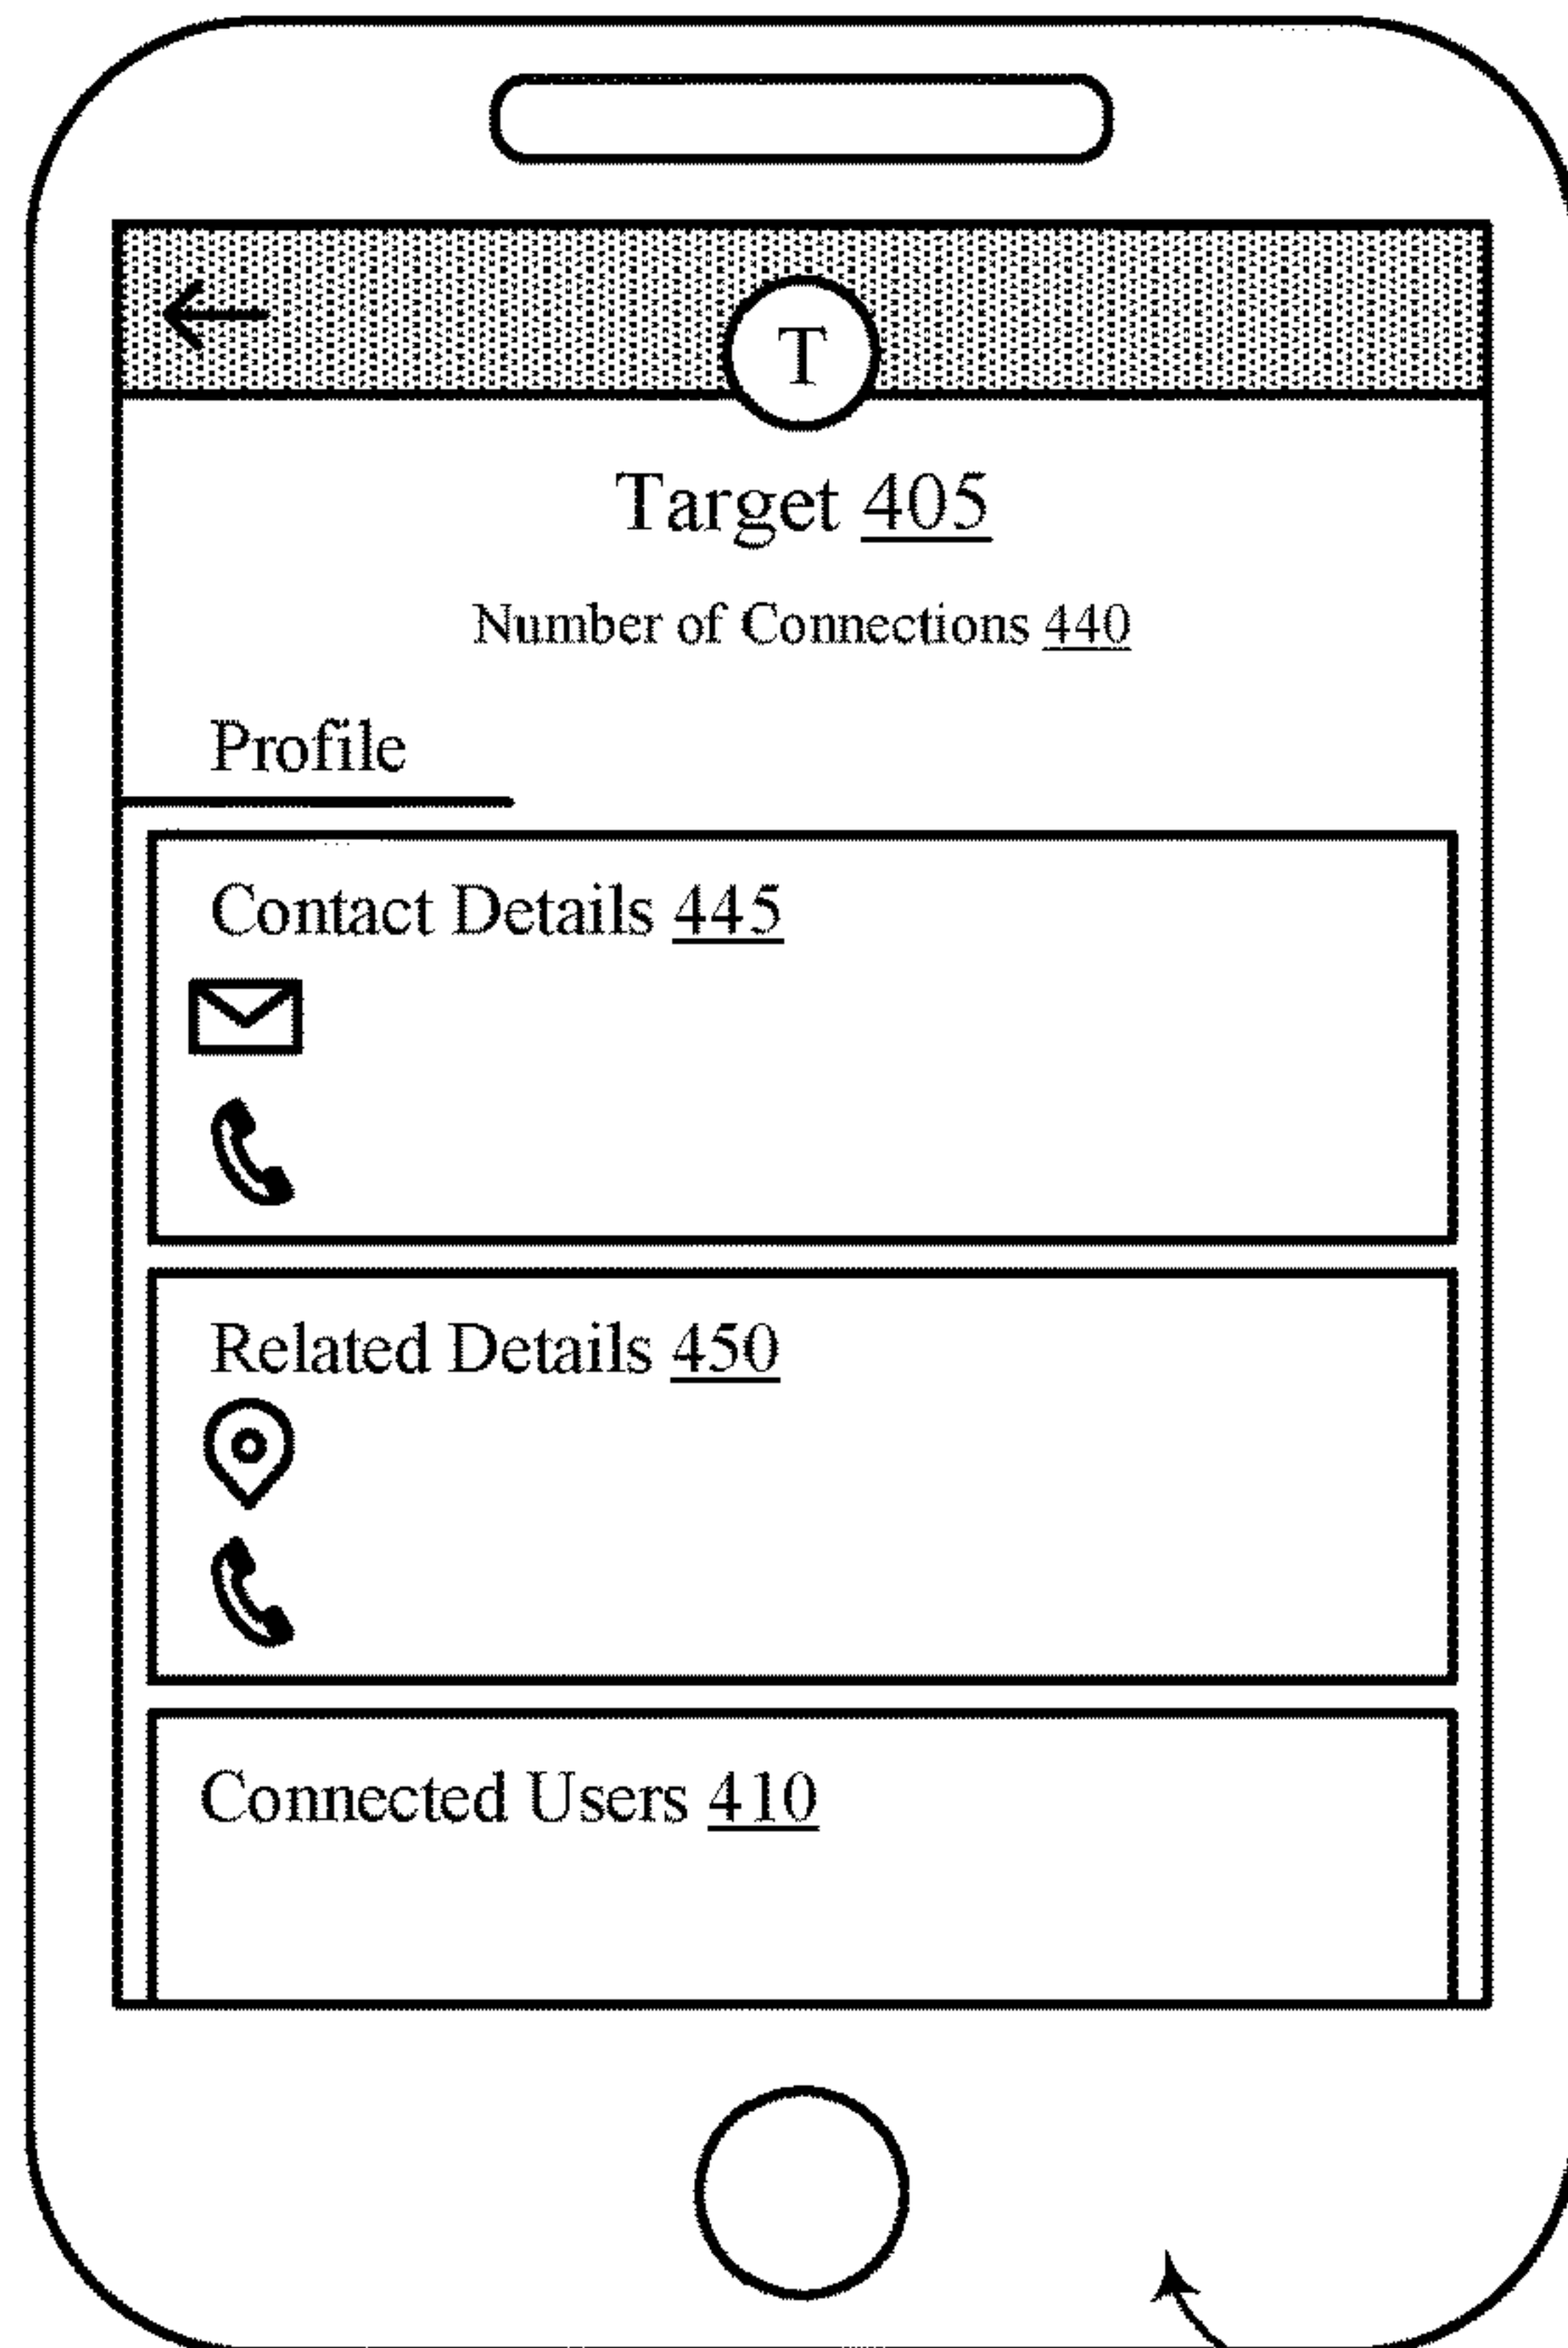 T
Target 405
Number of Connections 440
Profile
Contact Details 445
Related Details 450
Connected Users 410